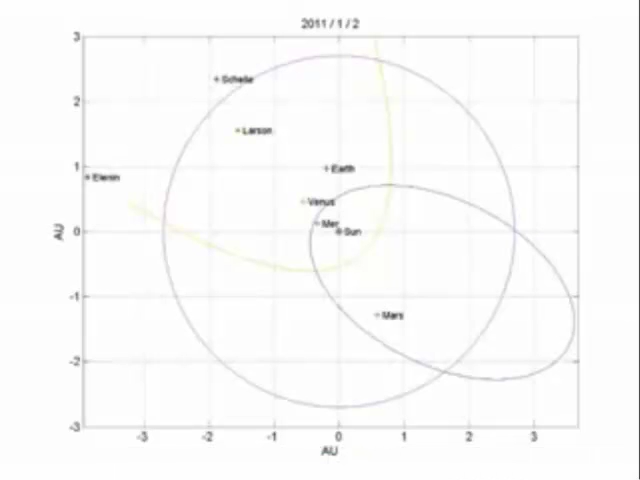 2011 / 1 / 2
3
Scheila
2
Larson
1
Earth
Elenin
Venus
Mer
AU
0
Sun
-1
Mars
-2
-3
-3
-2
-1
0
1
2
3
AU